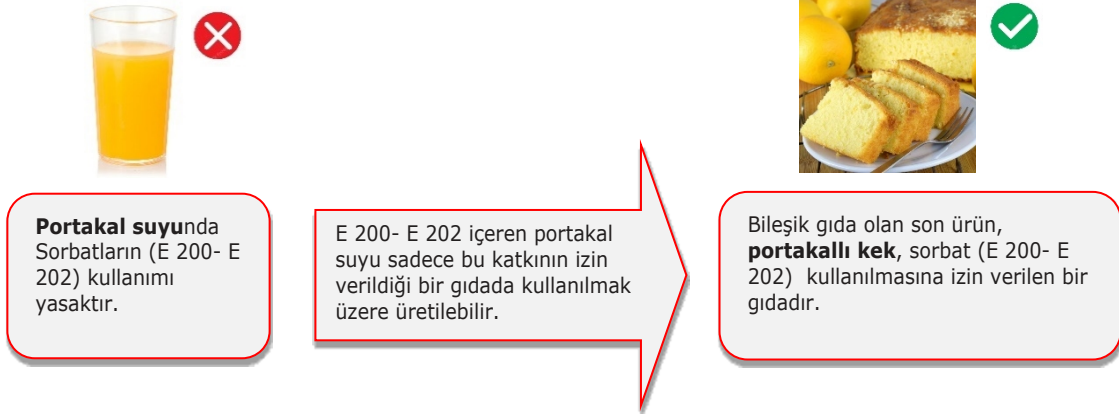 Portakal suyunda
Sorbatların (E 200- E
202) kullanımı
yasaktır.
E 200- E 202 içeren portakal
suyu sadece bu katkının izin
verildiği bir gıdada kullanılmak
üzere üretilebilir.
Bileşik gıda olan son ürün,
portakallı kek, sorbat (E 200- E
202) kullanılmasına izin verilen bir
gıdadır.